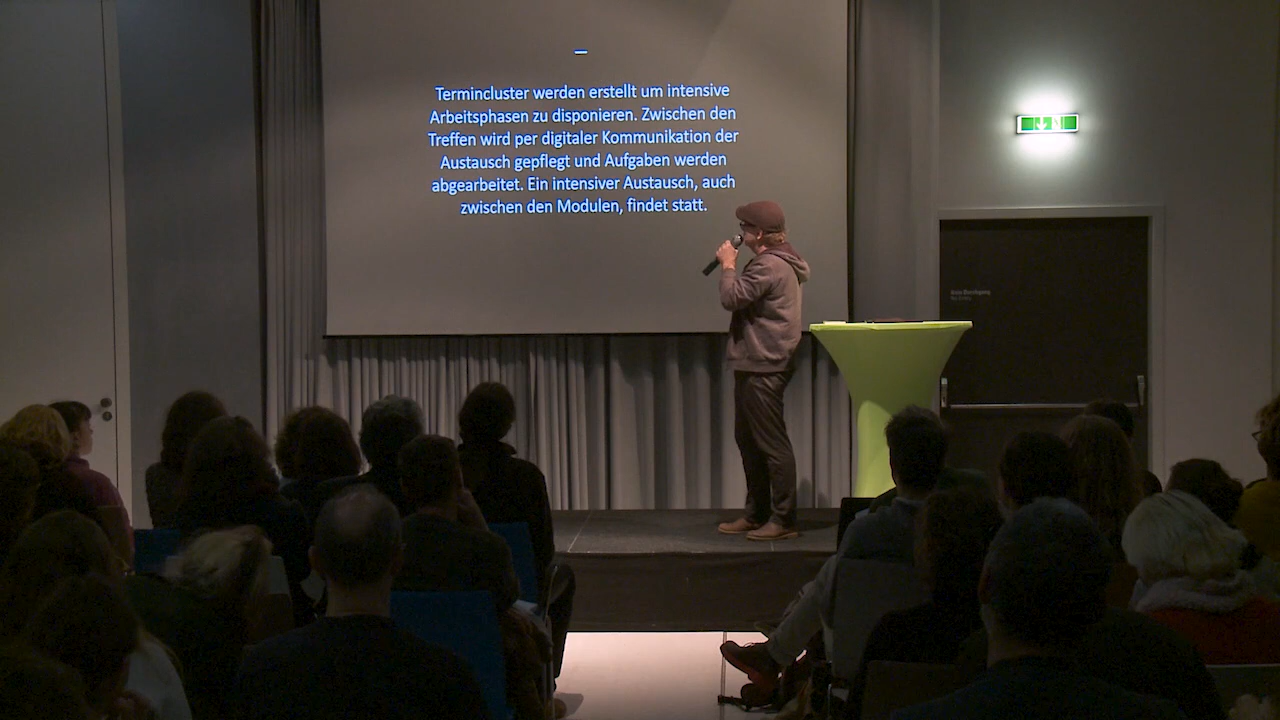 Termincluster werden erstellt um intensive
Arbeitsphasen zu disponieren. Zwischen den
Treffen wird per digitaler Kommunikation der
Austausch gepflegt und Aufgaben werden
abgearbeitet. Ein intensiver Austausch, auch
zwischen den Modulen, findet statt.